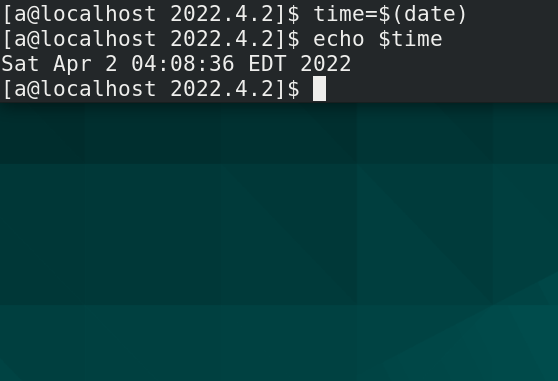 [a@localhost 2022.4.2]$ time=$(date)
[a@localhost 2022.4.2]$ echo $time
Sat Apr 2 04:08:36 EDT 2022
[a@localhost 2022.4.2]$